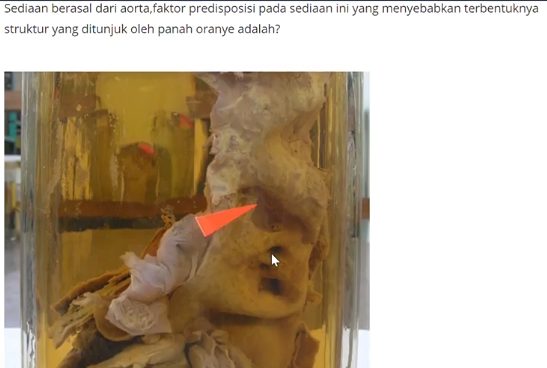 Sediaan berasal dari aorta,faktor predisposisi pada sediaan ini yang menyebabkan terbentuknya
struktur yang ditunjuk oleh panah oranye adalah?